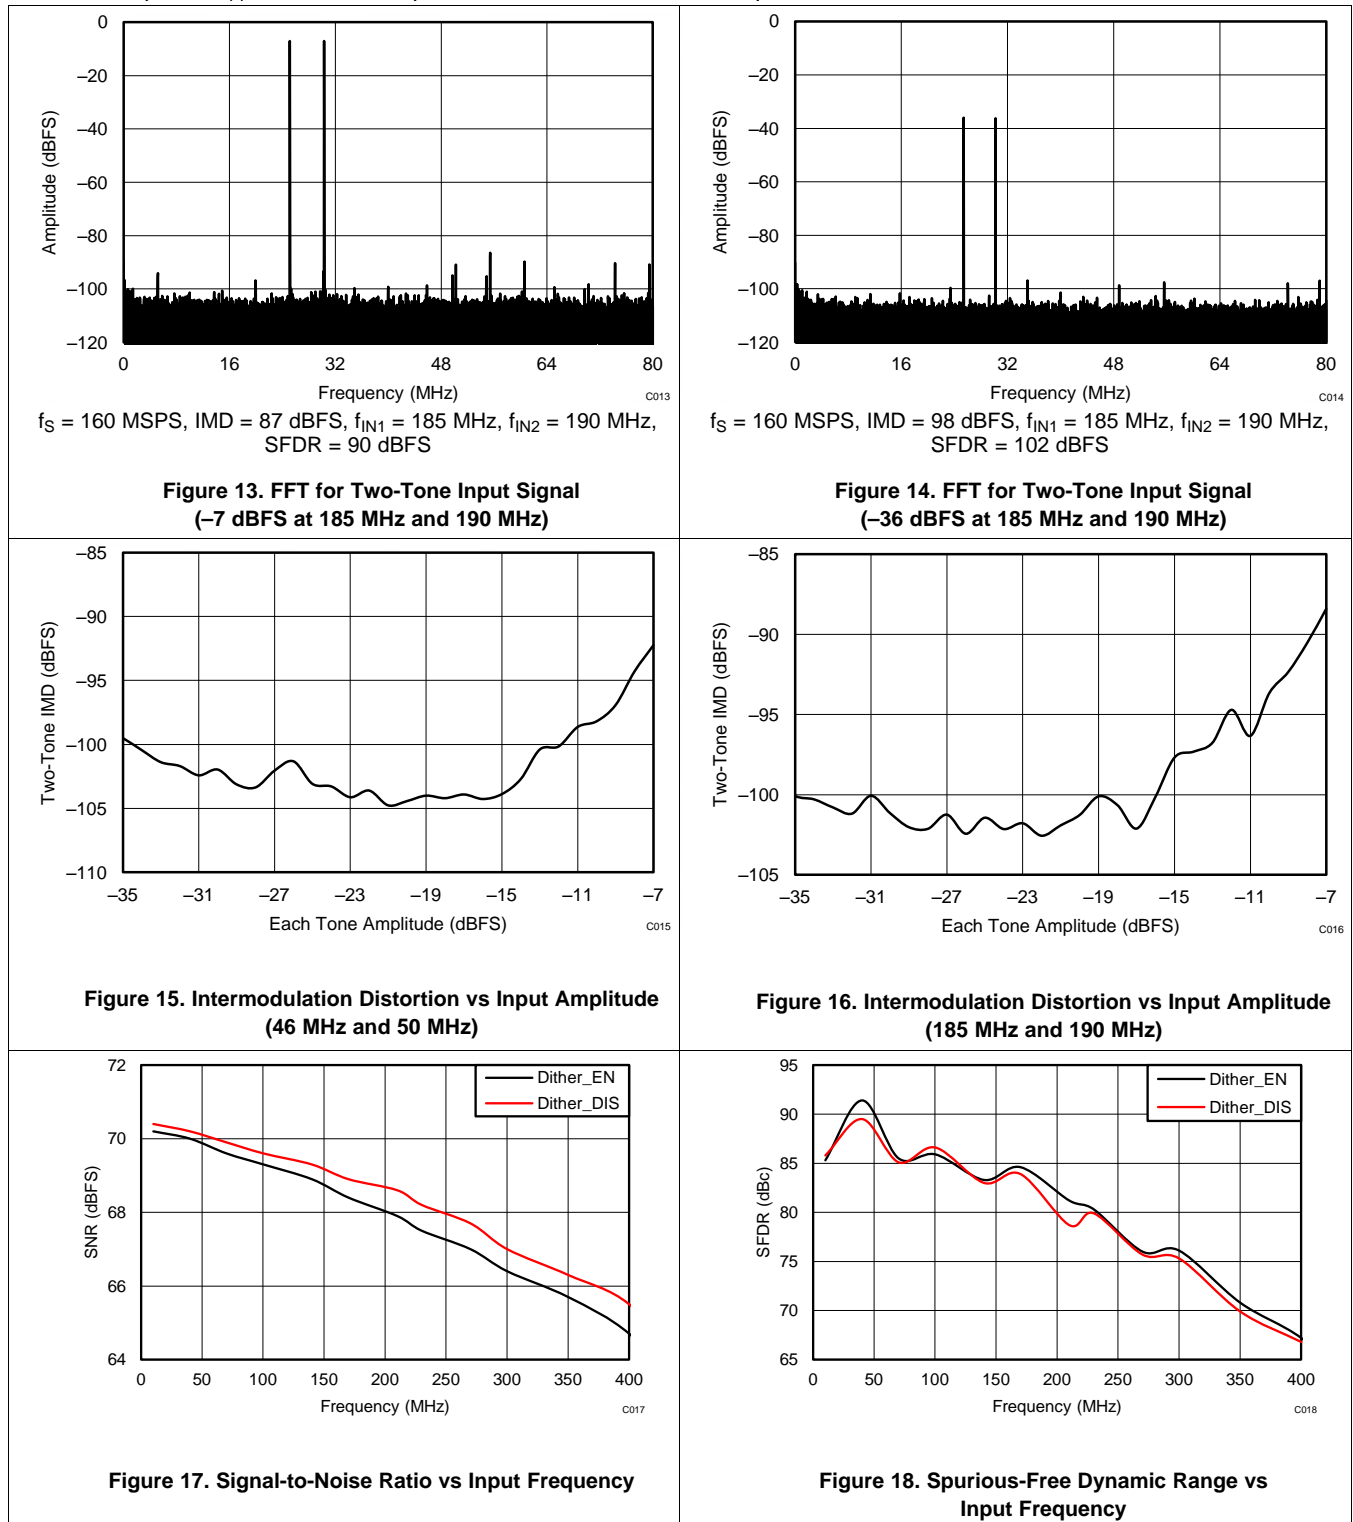 0
–20
–40
–60
–80
–100
–120
Amplitude (dBFS)
0 16 32 48 64 80
Frequency (MHz)
C013
fS = 160 MSPS, IMD = 87 dBFS, fIN1 = 185 MHz, fIN2 = 190 MHz,
SFDR = 90 dBFS
Figure 13. FFT for Two-Tone Input Signal
(–7 dBFS at 185 MHz and 190 MHz)
0
–20
–40
–60
–80
–100
–120
Amplitude (dBFS)
0 16 32 48 64 80
Frequency (MHz)
C014
fS = 160 MSPS, IMD = 98 dBFS, fIN1 = 185 MHz, fIN2 = 190 MHz,
SFDR = 102 dBFS
Figure 14. FFT for Two-Tone Input Signal
(–36 dBFS at 185 MHz and 190 MHz)
–85
–90
–95
–100
–105
–110
Two-Tone IMD (dBFS)
–35 –31 –27 –23 –19 –15 –11 –7
Each Tone Amplitude (dBFS)
C015
Figure 15. Intermodulation Distortion vs Input Amplitude
(46 MHz and 50 MHz)
–85
–90
–95
–100
–105
Two-Tone IMD (dBFS)
–35 –31 –27 –23 –19 –15 –11 –7
Each Tone Amplitude (dBFS)
C016
Figure 16. Intermodulation Distortion vs Input Amplitude
(185 MHz and 190 MHz)
72
70
68
66
64
SNR (dBFS)
Dither_EN
Dither_DIS
0 50 100 150 200 250 300 350 400
Frequency (MHz)
C017
Figure 17. Signal-to-Noise Ratio vs Input Frequency
95
90
85
80
75
70
65
SFDR (dBc)
Dither_EN
Dither_DIS
0 50 100 150 200 250 300 350 400
Frequency (MHz)
C018
Figure 18. Spurious-Free Dynamic Range vs
Input Frequency